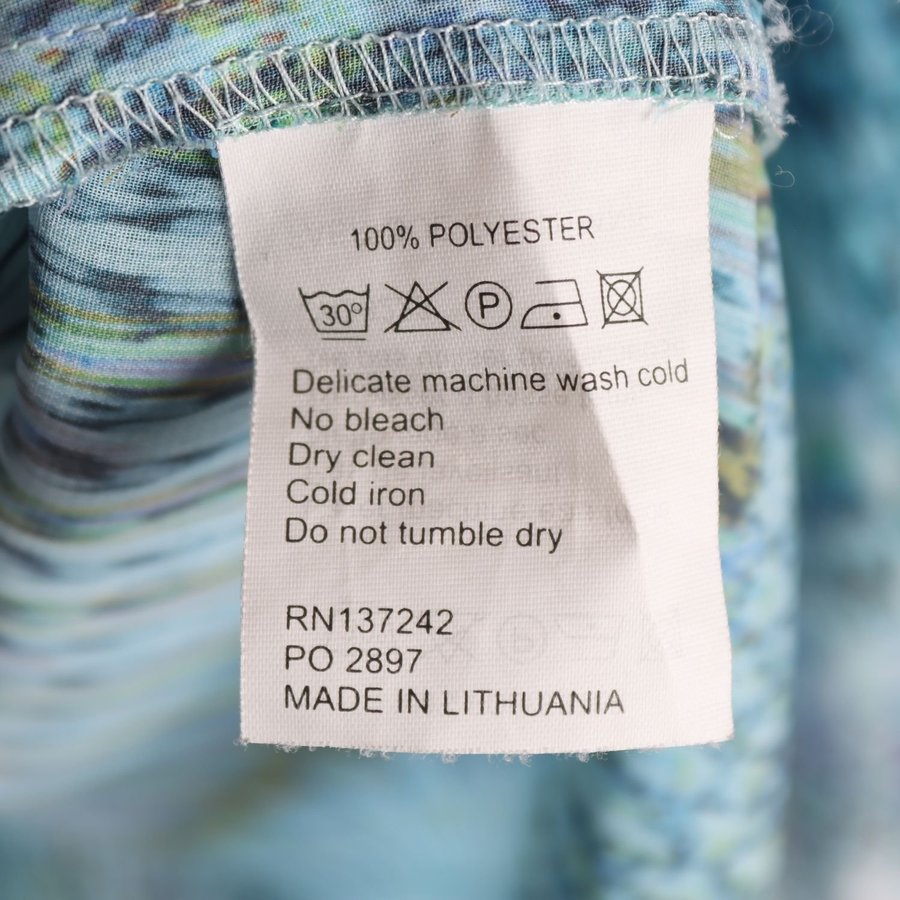 100% POLYESTER
30° P
Delicate machine wash cold
No bleach
Dry clean
Cold iron
Do not tumble dry
RN137242
PO 2897
MADE IN LITHUANIA